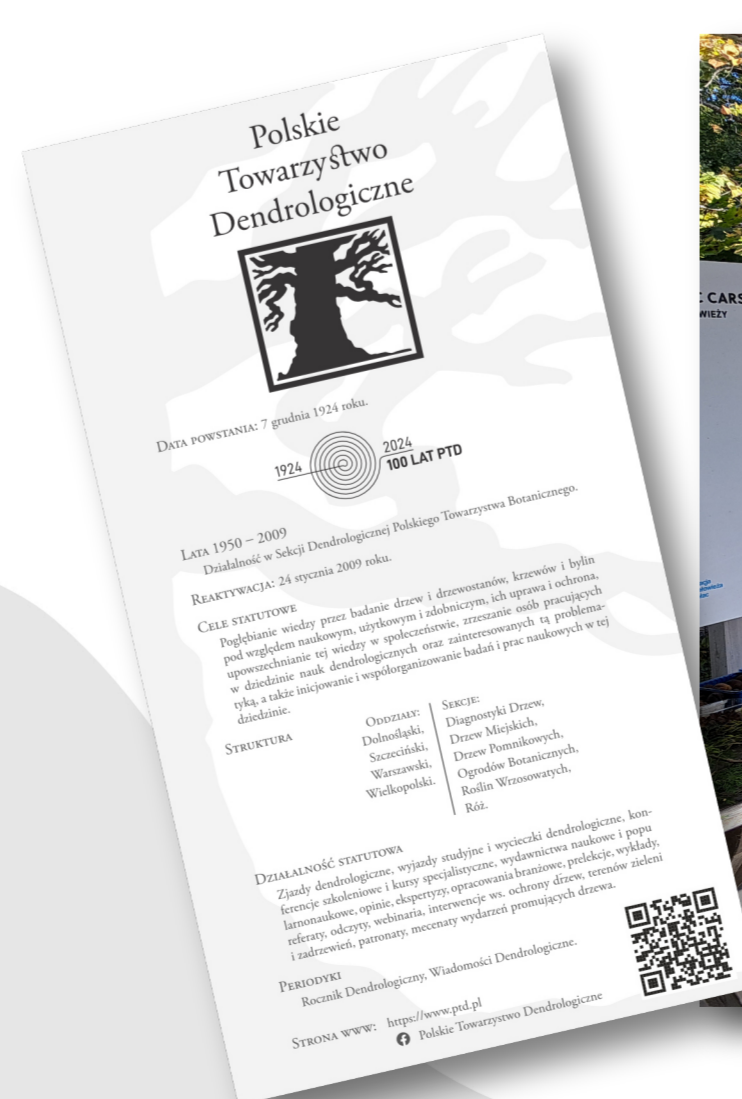 Polskie
Towarzystwo
Dendrologiczne
Data powstania: 7 grudnia 1924 roku.
1924
2024
100 LAT PTD
Lata 1950 – 2009
Działalność w Sekcji Dendrologicznej Polskiego Towarzystwa Botanicznego.
Reaktywacja: 24 stycznia 2009 roku.
Cele statutowe
Pogłębianie wiedzy przez badanie drzew i drzewostanów, krzewów i bylin
pod względem naukowym, użytkowym i zdobniczym, ich uprawa i ochrona,
upowszechnianie tej wiedzy w społeczeństwie, zrzeszanie osób pracujących
w dziedzinie nauk dendrologicznych oraz zainteresowanych tą problema-
tyką, a także inicjowanie i współorganizowanie badań i prac naukowych w tej
dziedzinie.
Struktura
Oddziały:
Dolnośląski,
Szczeciński,
Warszawski,
Wielkopolski.
Sekcje:
Diagnostyki Drzew,
Drzew Miejskich,
Drzew Pomnikowych,
Ogrodów Botanicznych,
Roślin Wrzosowatych,
Róż.
Działalność statutowa
Zjazdy dendrologiczne, wyjazdy studyjne i wycieczki dendrologiczne, kon-
ferencje szkoleniowe i kursy specjalistyczne, wydawnictwa naukowe i popu
larnonaukowe, opinie, ekspertyzy, opracowania branżowe, prelekcje, wykłady,
referaty, odczyty, webinaria, interwencje ws. ochrony drzew, terenów zieleni
i zadrzewień, patronaty, mecenaty wydarzeń promujących drzewa.
Periodyki
Rocznik Dendrologiczny, Wiadomości Dendrologiczne.
Strona www: https://www.ptd.pl
Polskie Towarzystwo Dendrologiczne
CARS
WIEŻY